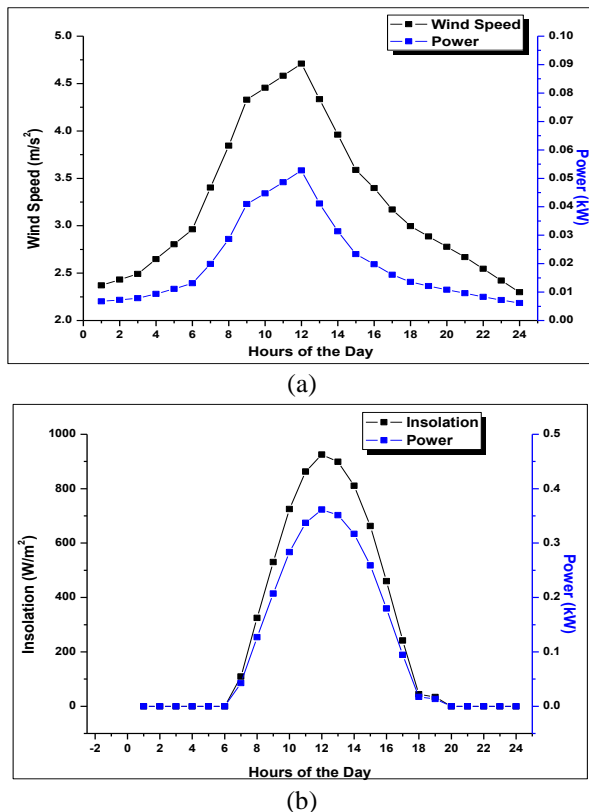 Wind Speed
Power
5.0
4.5
4.0
3.5
3.0
2.5
2.0
Wind Speed (m/s²)
0.10
0.09
0.08
0.07
0.06
0.05
0.04
0.03
0.02
0.01
0.00
Power (kW)
0 2 4 6 8 10 12 14 16 18 20 22 24
Hours of the Day
(a)
Insolation
Power
1000
800
600
400
200
0
Insolation (W/m²)
0.5
0.4
0.3
0.2
0.1
0.0
Power (kW)
-2 0 2 4 6 8 10 12 14 16 18 20 22 24
Hours of the Day
(b)